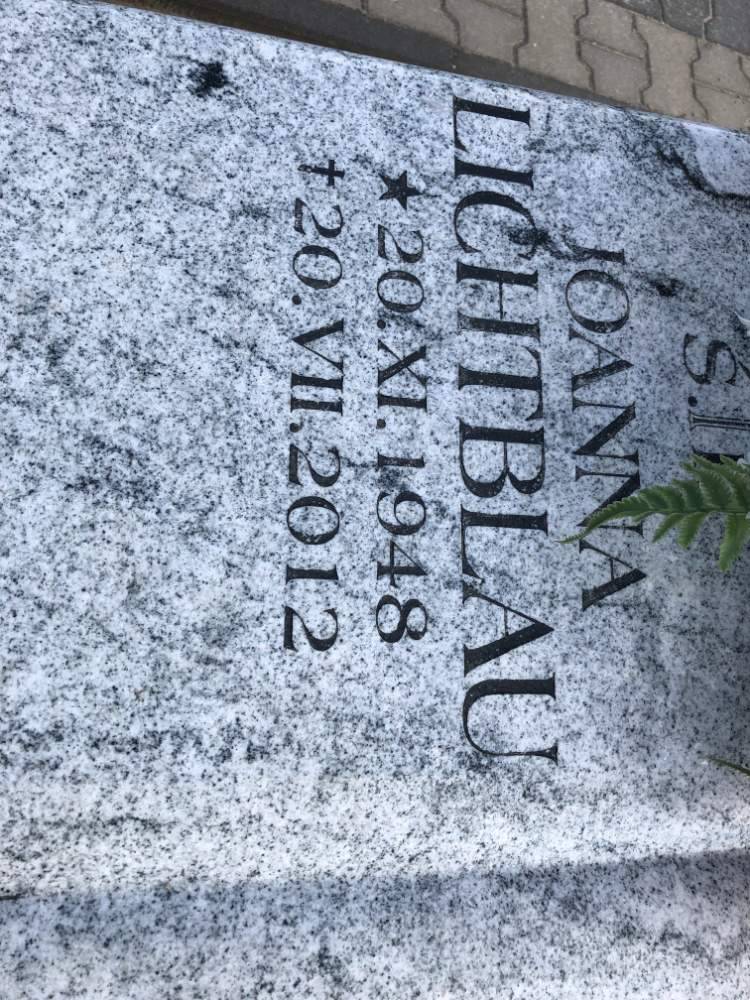 JOANNA
LICHTBLAU
★ 20.XI.1948
✝ 20.VII.2012